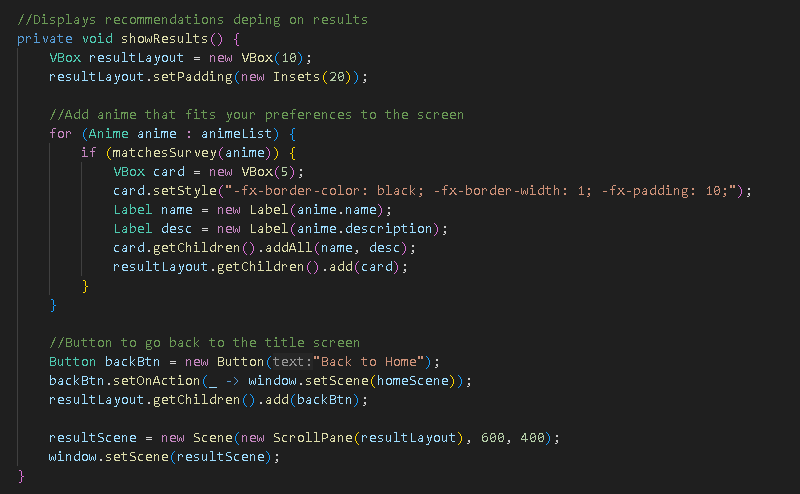 //Displays recommendations deping on results
private void showResults() {
    VBox resultLayout = new VBox(10);
    resultLayout.setPadding(new Insets(20));

    //Add anime that fits your preferences to the screen
    for (Anime anime : animeList) {
        if (matchesSurvey(anime)) {
            VBox card = new VBox(5);
            card.setStyle("-fx-border-color: black; -fx-border-width: 1; -fx-padding: 10;");
            Label name = new Label(anime.name);
            Label desc = new Label(anime.description);
            card.getChildren().addAll(name, desc);
            resultLayout.getChildren().add(card);
        }
    }

    //Button to go back to the title screen
    Button backBtn = new Button(text:"Back to Home");
    backBtn.setOnAction(_ -> window.setScene(homeScene));
    resultLayout.getChildren().add(backBtn);

    resultScene = new Scene(new ScrollPane(resultLayout), 600, 400);
    window.setScene(resultScene);
}